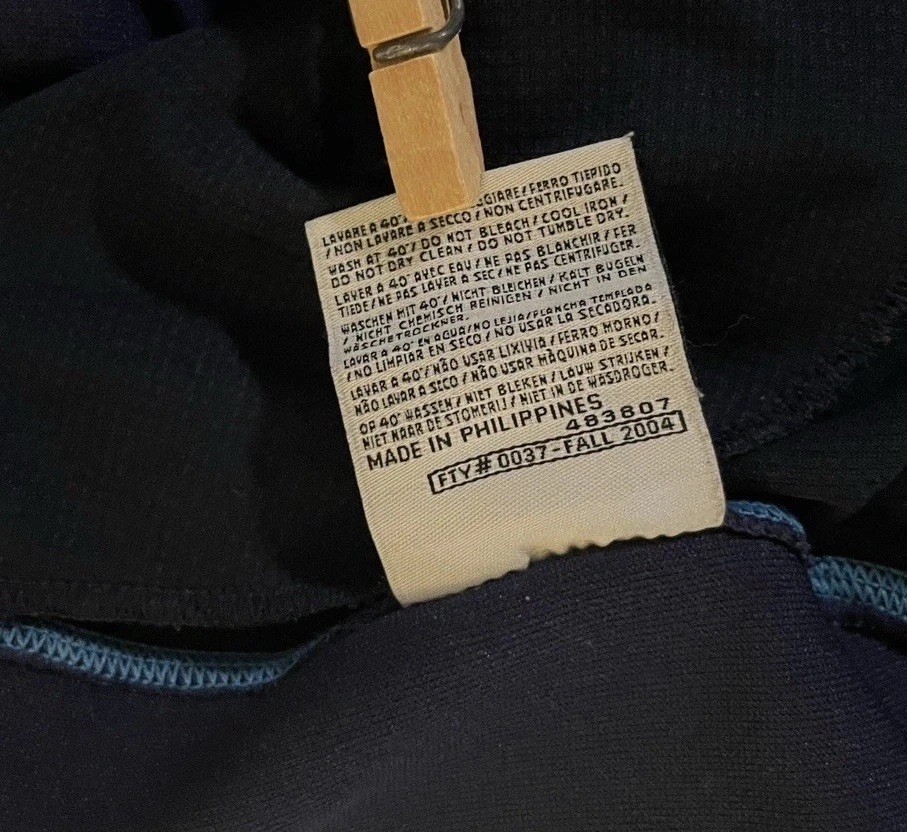 LAVARE A 40° GIARE / FERRO TIEPIDO
/ NON LAVARE A SECCO / NON CENTRIFUGARE.
WASH AT 40° / DO NOT BLEACH / COOL IRON /
DO NOT DRY CLEAN / DO NOT TUMBLE DRY.
LAVER A 40° AVEC EAU / NE PAS BLANCHIR / FER
TIEDE / NE PAS LAVER A SEC / NE PAS CENTRIFUGER.
WASCHEN MIT 40° / NICHT BLEICHEN / KALT BUGELN
/ NICHT CHEMISCH REINIGEN / NICHT IN DEN
WÄSCHETROCKNER.
LAVAR A 40° EN AGUA / NO LEJIA / PLANCHA TEMPLADA
/ NO LIMPIAR EN SECO / NO USAR LA SECADORA.
LAVAR A 40° / NÃO USAR LIXIVIA / FERRO MORNO /
NÃO LAVAR A SECO / NÃO USAR MÁQUINA DE SECAR.
OP 40° WASSEN / NIET BLEKEN / LAUW STRIJKEN /
NIET NAAR DE STOMERIJ / NIET IN DE WASDROGER.
MADE IN PHILIPPINES
483807
FTY# 0037-FALL 2004